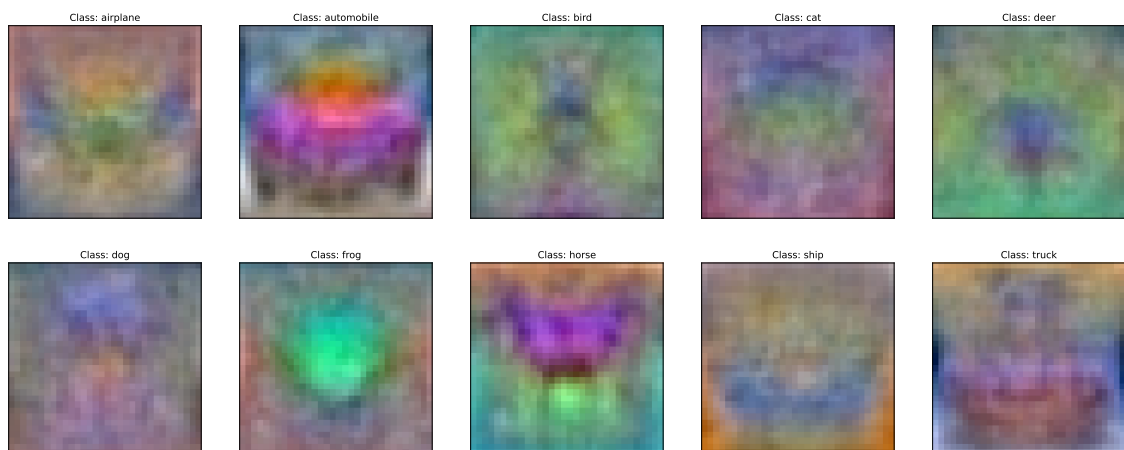 Class: airplane
Class: automobile
Class: bird
Class: cat
Class: deer
Class: dog
Class: frog
Class: horse
Class: ship
Class: truck